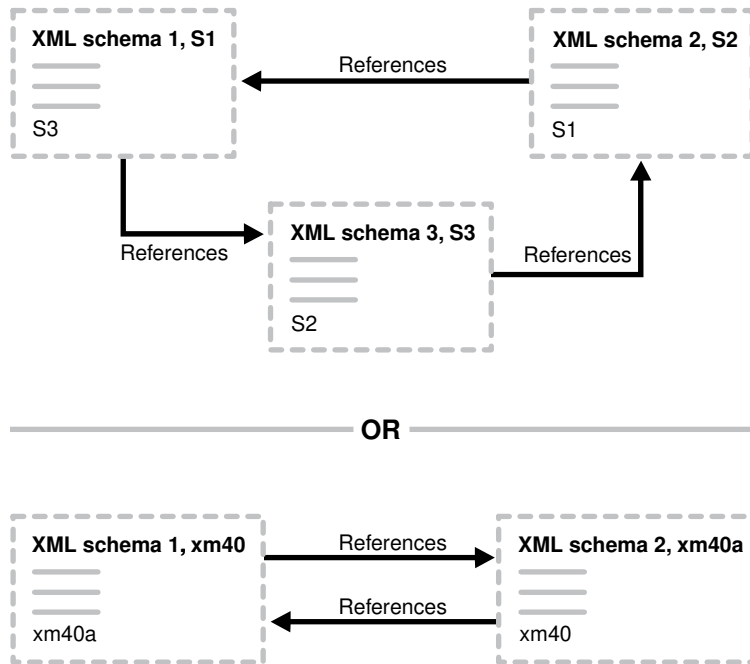 XML schema 1, S1
S3
References
XML schema 2, S2
S1
References
XML schema 3, S3
S2
References
OR
XML schema 1, xm40
xm40a
References
References
XML schema 2, xm40a
xm40